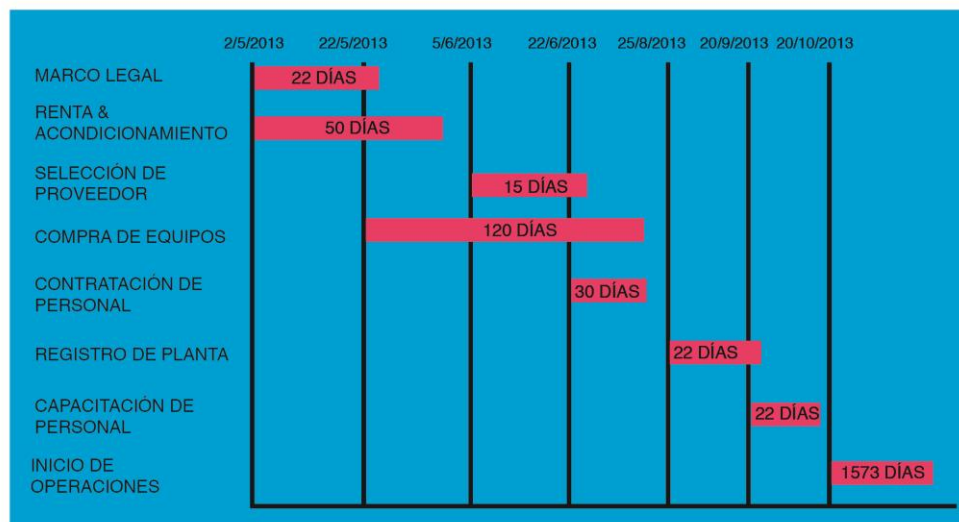 2/5/2013 22/5/2013 5/6/2013 22/6/2013 25/8/2013 20/9/2013 20/10/2013
MARCO LEGAL
22 DÍAS
RENTA &
ACONDICIONAMIENTO
50 DÍAS
SELECCIÓN DE
PROVEEDOR
15 DÍAS
COMPRA DE EQUIPOS
120 DÍAS
CONTRATACIÓN DE
PERSONAL
30 DÍAS
REGISTRO DE PLANTA
22 DÍAS
CAPACITACIÓN DE
PERSONAL
22 DÍAS
INICIO DE
OPERACIONES
1573 DÍAS